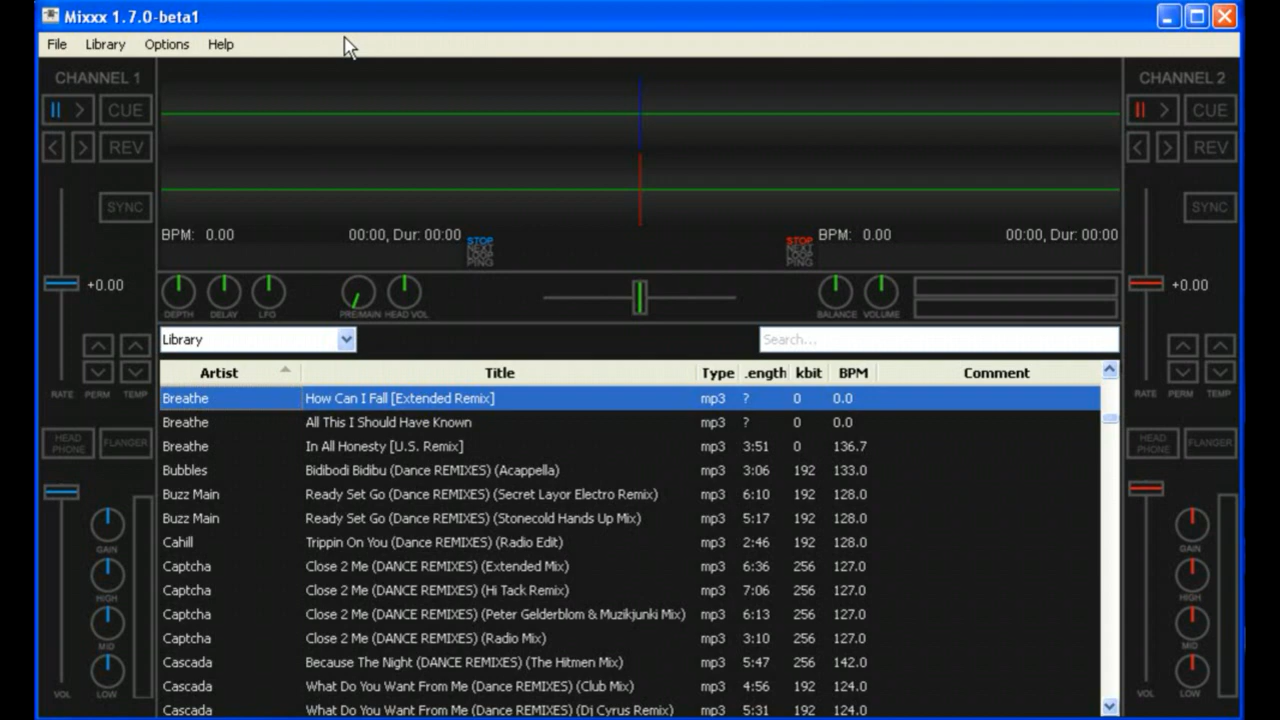 Mixxx 1.7.0-beta1
File Library Options Help
CHANNEL 1
CUE
REV
SYNC
+0.00
RATE PERM TEMP
HEAD PHONE FLANGER
GAIN
HIGH
MID
VOL LOW
BPM: 0.00 00:00, Dur: 00:00
STOP
NEXT
LOOP
PING
STOP
NEXT
LOOP
PING
BPM: 0.00 00:00, Dur: 00:00
DEPTH DELAY LFO PRE/MAIN HEAD VOL BALANCE VOLUME
Library Search...
Artist Title Type .ength kbit BPM Comment
Breathe How Can I Fall [Extended Remix] mp3 ? 0 0.0
Breathe All This I Should Have Known mp3 ? 0 0.0
Breathe In All Honesty [U.S. Remix] mp3 3:51 0 136.7
Bubbles Bidibodi Bidibu (Dance REMIXES) (Acappella) mp3 3:06 192 133.0
Buzz Main Ready Set Go (Dance REMIXES) (Secret Layor Electro Remix) mp3 6:10 192 128.0
Buzz Main Ready Set Go (Dance REMIXES) (Stonecold Hands Up Mix) mp3 5:17 192 128.0
Cahill Trippin On You (Dance REMIXES) (Radio Edit) mp3 2:46 192 128.0
Captcha Close 2 Me (DANCE REMIXES) (Extended Mix) mp3 6:36 256 127.0
Captcha Close 2 Me (DANCE REMIXES) (Hi Tack Remix) mp3 7:06 256 127.0
Captcha Close 2 Me (DANCE REMIXES) (Peter Gelderblom & Muzikjunki Mix) mp3 6:13 256 127.0
Captcha Close 2 Me (DANCE REMIXES) (Radio Mix) mp3 3:10 256 127.0
Cascada Because The Night (DANCE REMIXES) (The Hitmen Mix) mp3 5:47 256 142.0
Cascada What Do You Want From Me (Dance REMIXES) (Club Mix) mp3 4:56 192 124.0
Cascada What Do You Want From Me (Dance REMIXES) (Dj Cyrus Remix) mp3 5:31 192 124.0
CHANNEL 2
CUE
REV
SYNC
+0.00
RATE PERM TEMP
HEAD PHONE FLANGER
GAIN
HIGH
MID
VOL LOW